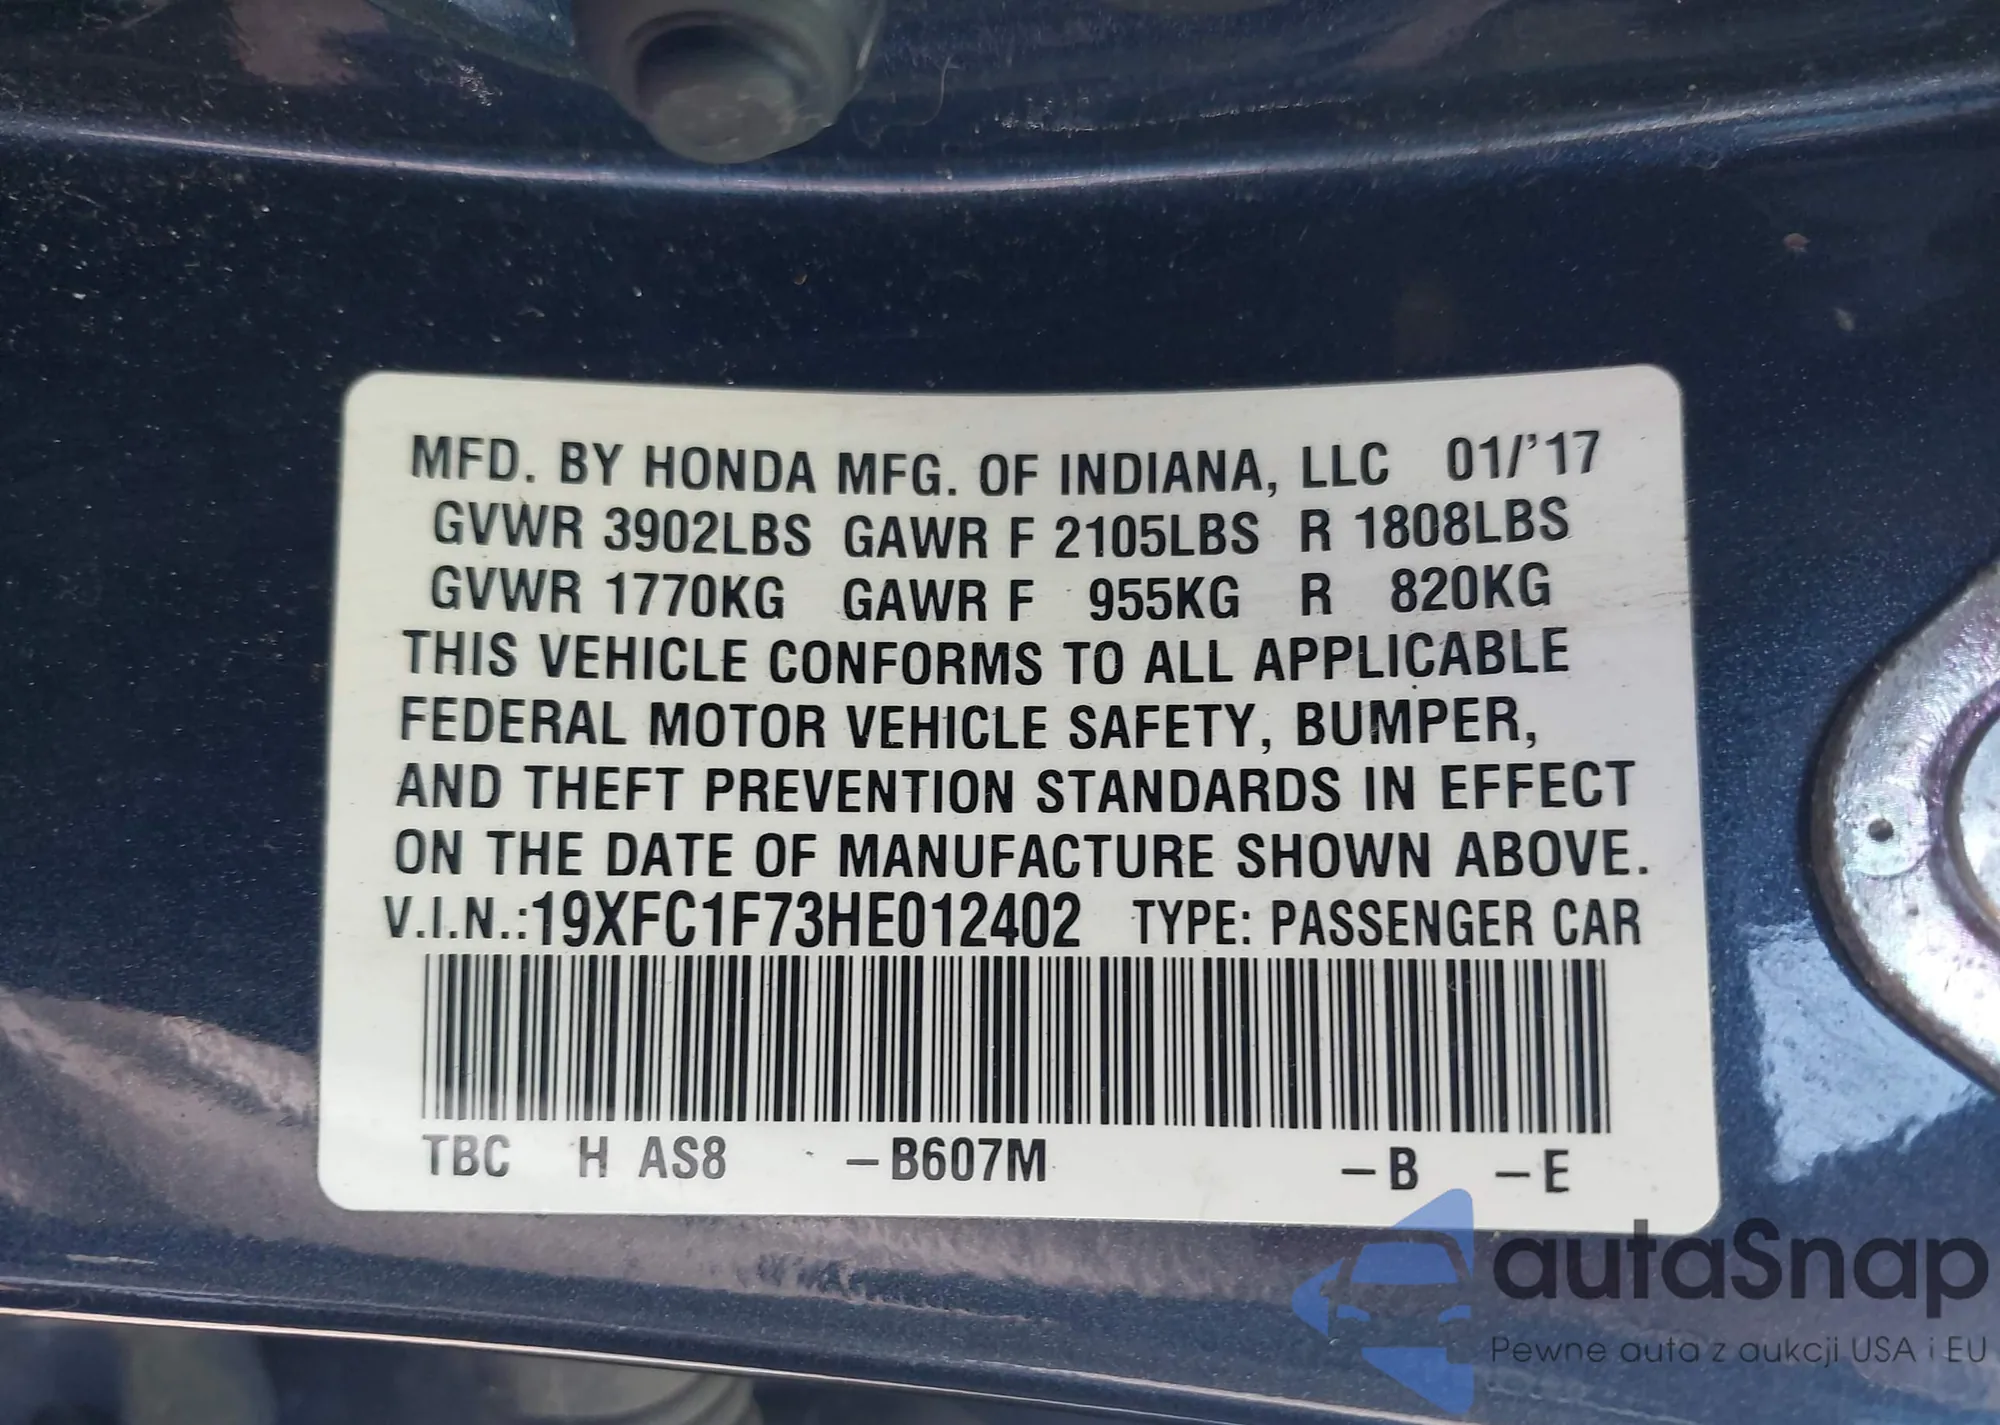 MFD. BY HONDA MFG. OF INDIANA, LLC 01/'17
GVWR 3902LBS GAWR F 2105LBS R 1808LBS
GVWR 1770KG GAWR F 955KG R 820KG
THIS VEHICLE CONFORMS TO ALL APPLICABLE
FEDERAL MOTOR VEHICLE SAFETY, BUMPER,
AND THEFT PREVENTION STANDARDS IN EFFECT
ON THE DATE OF MANUFACTURE SHOWN ABOVE.
V.I.N.:19XFC1F73HE012402 TYPE: PASSENGER CAR
TBC H AS8 –B607M –B –E
autaSnap
Pewne auta z aukcji USA i EU